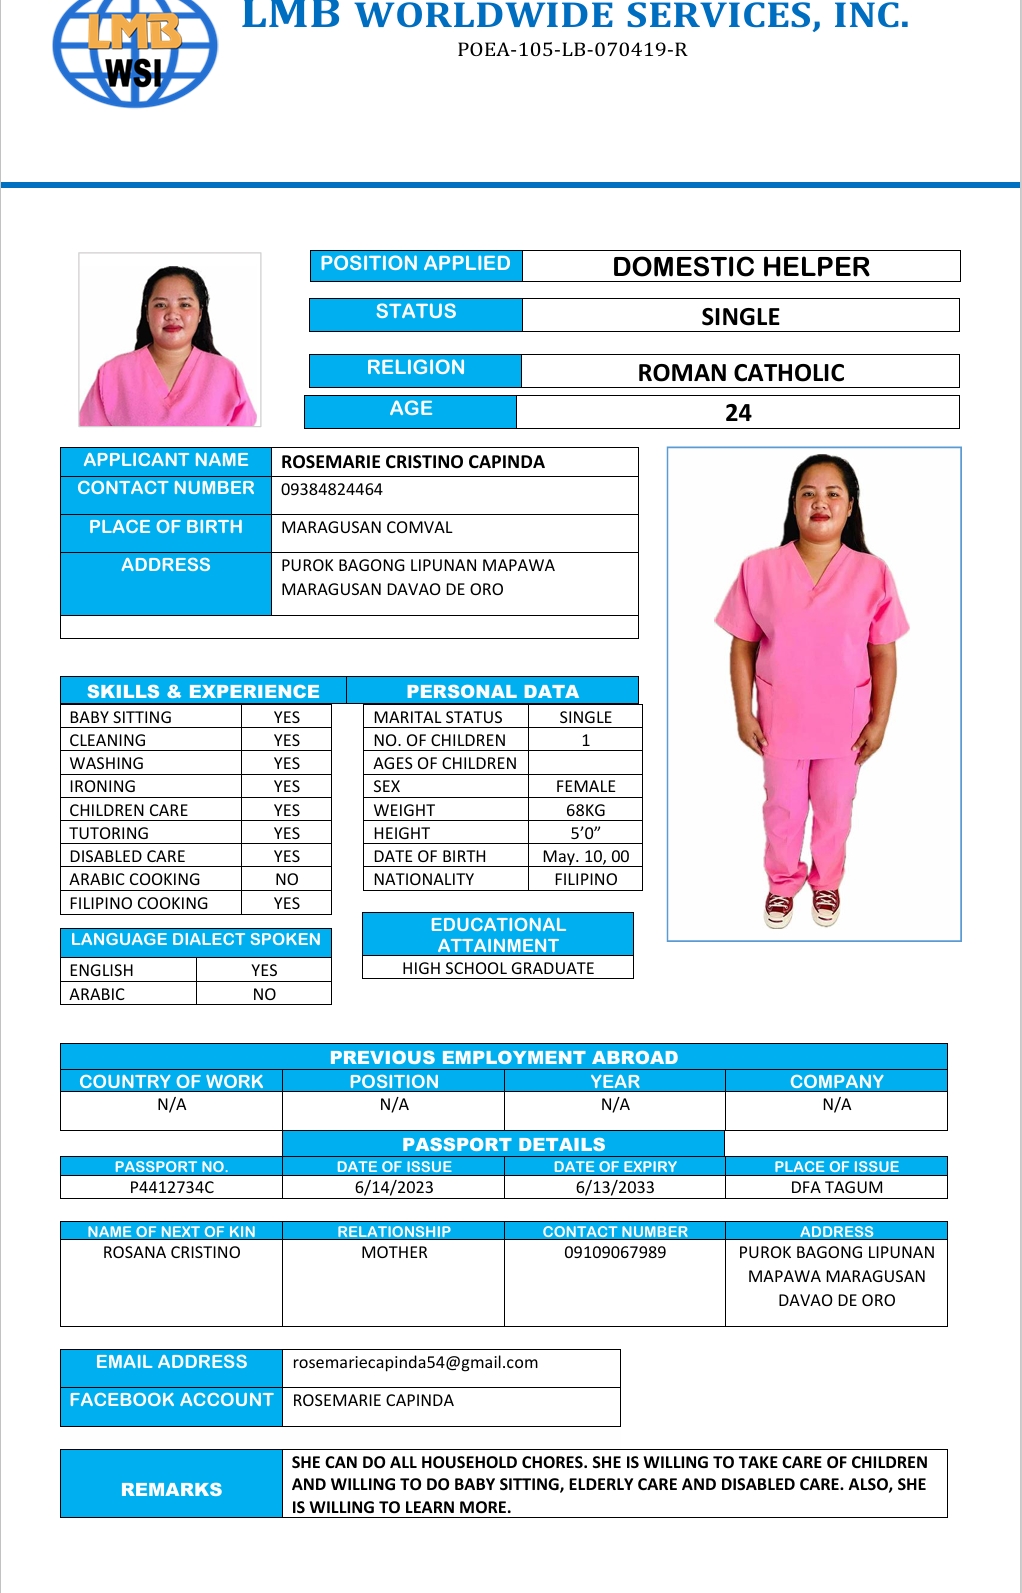 LMB
WSI
LMB WORLDWIDE SERVICES, INC.
POEA-105-LB-070419-R
POSITION APPLIED DOMESTIC HELPER
STATUS SINGLE
RELIGION ROMAN CATHOLIC
AGE 24
APPLICANT NAME ROSEMARIE CRISTINO CAPINDA
CONTACT NUMBER 09384824464
PLACE OF BIRTH MARAGUSAN COMVAL
ADDRESS PUROK BAGONG LIPUNAN MAPAWA
MARAGUSAN DAVAO DE ORO
SKILLS & EXPERIENCE PERSONAL DATA
BABY SITTING YES MARITAL STATUS SINGLE
CLEANING YES NO. OF CHILDREN 1
WASHING YES AGES OF CHILDREN
IRONING YES SEX FEMALE
CHILDREN CARE YES WEIGHT 68KG
TUTORING YES HEIGHT 5’0”
DISABLED CARE YES DATE OF BIRTH May. 10, 00
ARABIC COOKING NO NATIONALITY FILIPINO
FILIPINO COOKING YES
LANGUAGE DIALECT SPOKEN
ENGLISH YES
ARABIC NO
EDUCATIONAL
ATTAINMENT
HIGH SCHOOL GRADUATE
PREVIOUS EMPLOYMENT ABROAD
COUNTRY OF WORK POSITION YEAR COMPANY
N/A N/A N/A N/A
PASSPORT DETAILS
PASSPORT NO. DATE OF ISSUE DATE OF EXPIRY PLACE OF ISSUE
P4412734C 6/14/2023 6/13/2033 DFA TAGUM
NAME OF NEXT OF KIN RELATIONSHIP CONTACT NUMBER ADDRESS
ROSANA CRISTINO MOTHER 09109067989 PUROK BAGONG LIPUNAN
MAPAWA MARAGUSAN
DAVAO DE ORO
EMAIL ADDRESS rosemariecapinda54@gmail.com
FACEBOOK ACCOUNT ROSEMARIE CAPINDA
REMARKS
SHE CAN DO ALL HOUSEHOLD CHORES. SHE IS WILLING TO TAKE CARE OF CHILDREN
AND WILLING TO DO BABY SITTING, ELDERLY CARE AND DISABLED CARE. ALSO, SHE
IS WILLING TO LEARN MORE.